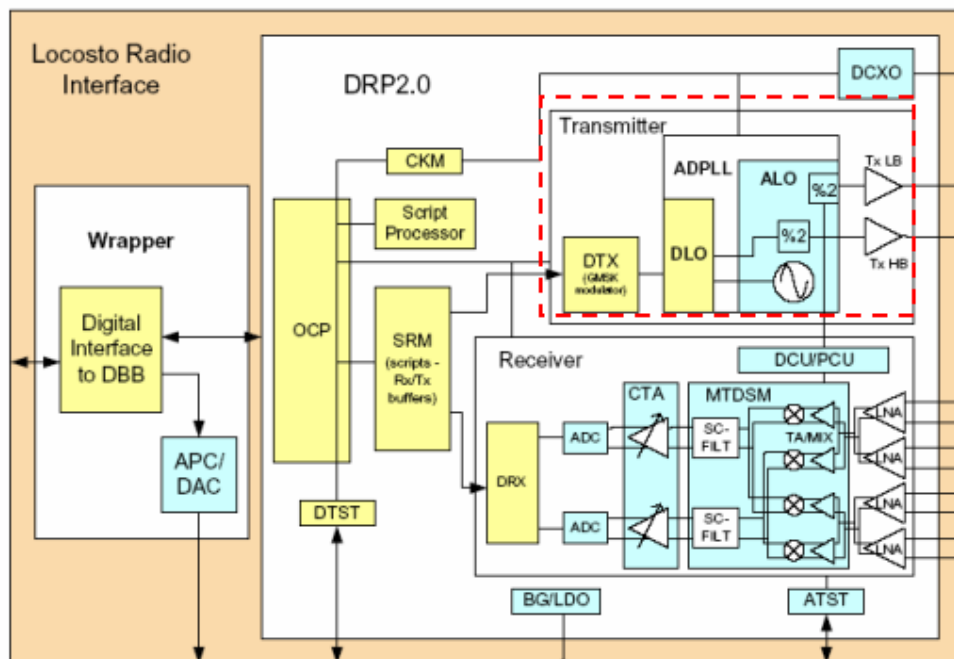 Locosto Radio
Interface
DRP2.0
DCXO
Transmitter
CKM
ADPLL
ALO
%2
Tx LB
Script
Processor
Wrapper
DTX
(GMSK
modulator)
DLO
%2
Tx HB
Digital
Interface
to DBB
OCP
SRM
(scripts -
Rx/Tx
buffers)
Receiver
DCU/PCU
CTA
MTDSM
APC/
DAC
DRX
ADC
SC-
FILT
TA/MIX
LNA
LNA
DTST
ADC
SC-
FILT
LNA
LNA
BG/LDO
ATST